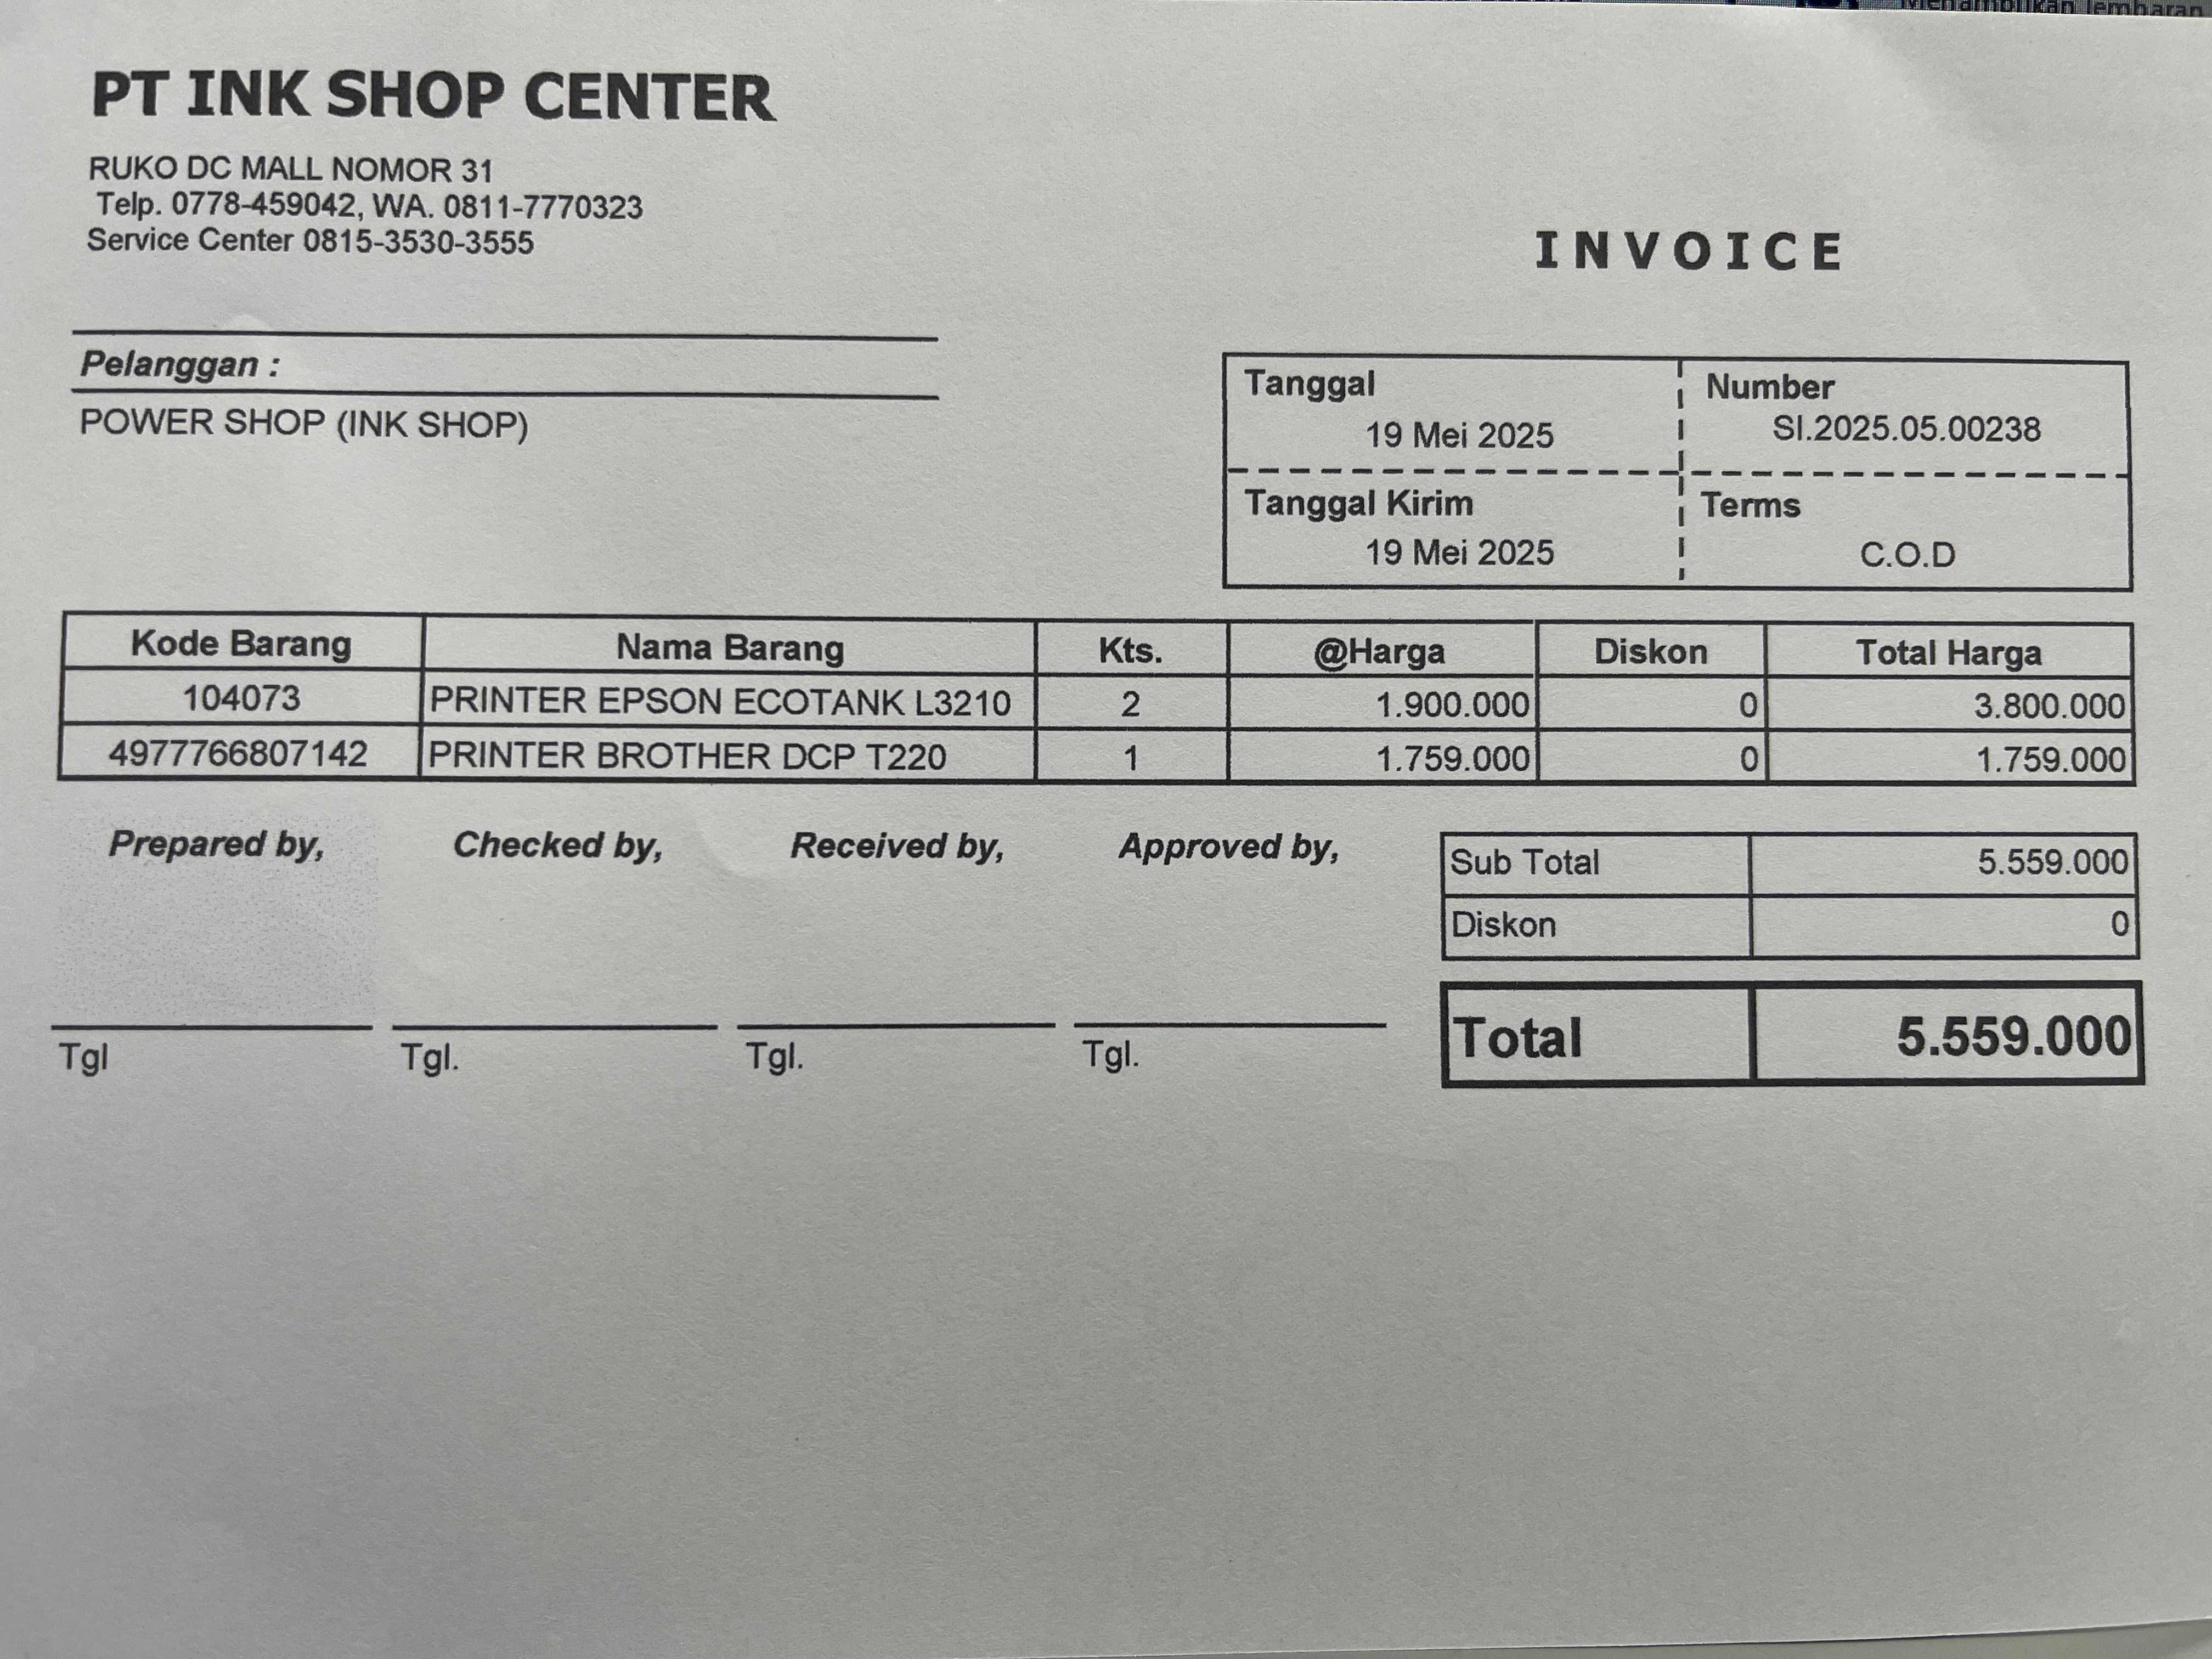 Menampilkan lembaran
PT INK SHOP CENTER
RUKO DC MALL NOMOR 31
Telp. 0778-459042, WA. 0811-7770323
Service Center 0815-3530-3555
INVOICE
Pelanggan :
POWER SHOP (INK SHOP)
Tanggal Number
19 Mei 2025 SI.2025.05.00238
Tanggal Kirim Terms
19 Mei 2025 C.O.D
Kode Barang Nama Barang Kts. @Harga Diskon Total Harga
104073 PRINTER EPSON ECOTANK L3210 2 1.900.000 0 3.800.000
4977766807142 PRINTER BROTHER DCP T220 1 1.759.000 0 1.759.000
Prepared by, Checked by, Received by, Approved by,
Sub Total 5.559.000
Diskon 0
Total 5.559.000
Tgl Tgl. Tgl. Tgl.